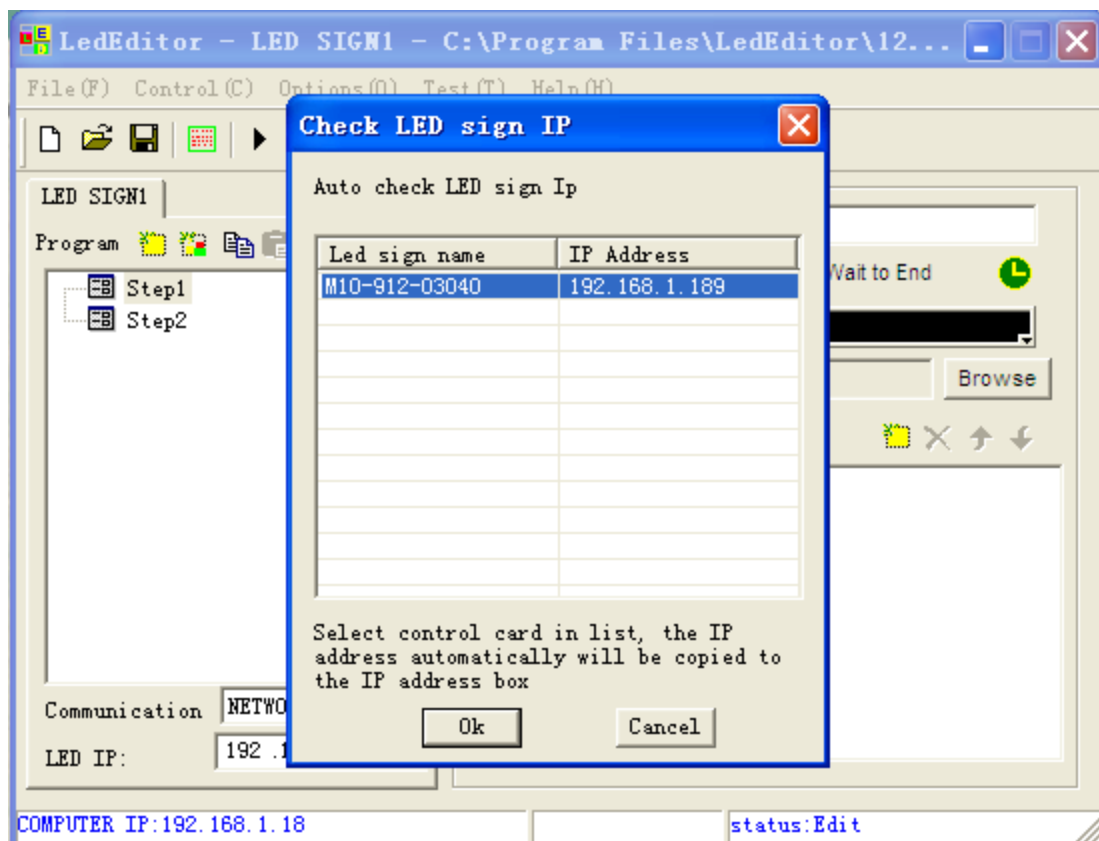 LedEditor - LED SIGN1 - C:\Program Files\LedEditor\12...
File(F) Control(C) Options(O) Test(T) Help(H)
Check LED sign IP
Auto check LED sign Ip
LED SIGN1
Program
Led sign name IP Address
M10-912-03040 192.168.1.189
Step1
Step2
Wait to End
Browse
Select control card in list, the IP
address automatically will be copied to
the IP address box
Ok Cancel
Communication NETWO
LED IP: 192 .1
COMPUTER IP:192.168.1.18
status:Edit